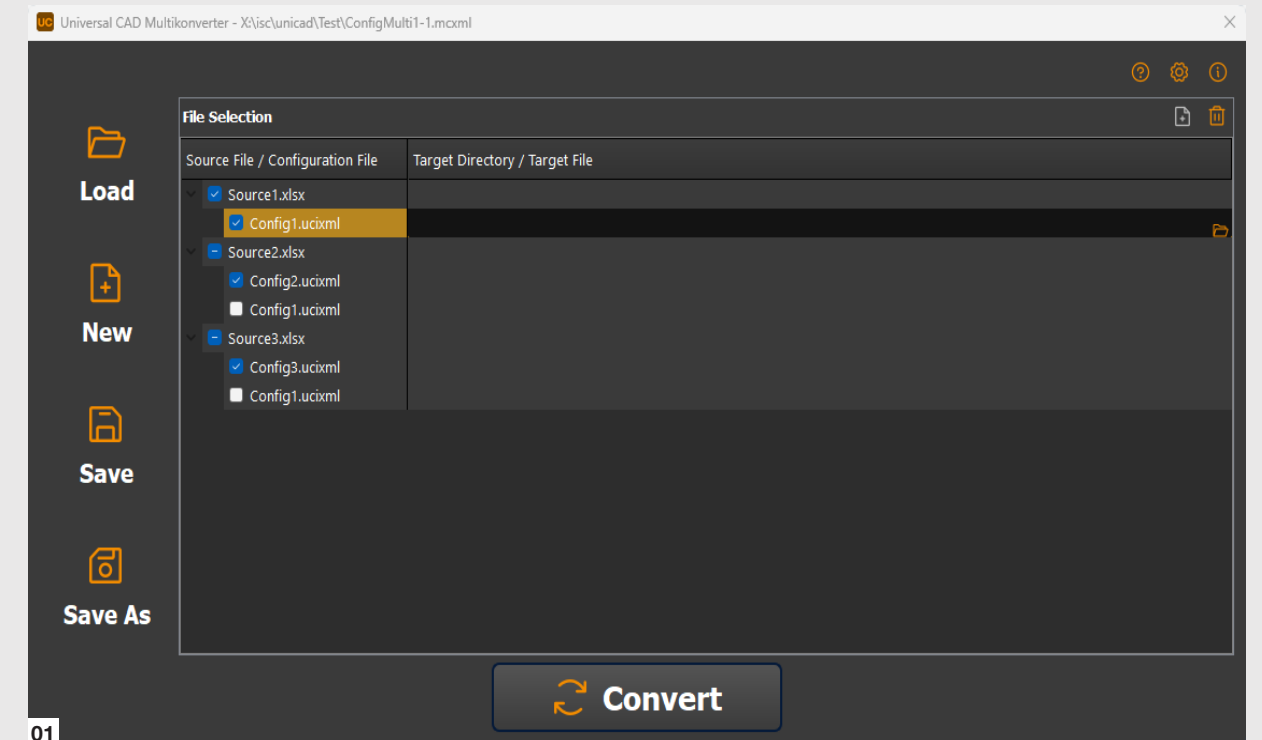 UC Universal CAD Multikonverter - X:\isc\unicad\Test\ConfigMulti1-1.mcxml
File Selection
Source File / Configuration File Target Directory / Target File
Source1.xlsx
Config1.ucixml
Source2.xlsx
Config2.ucixml
Config1.ucixml
Source3.xlsx
Config3.ucixml
Config1.ucixml
Load
New
Save
Save As
Convert
01